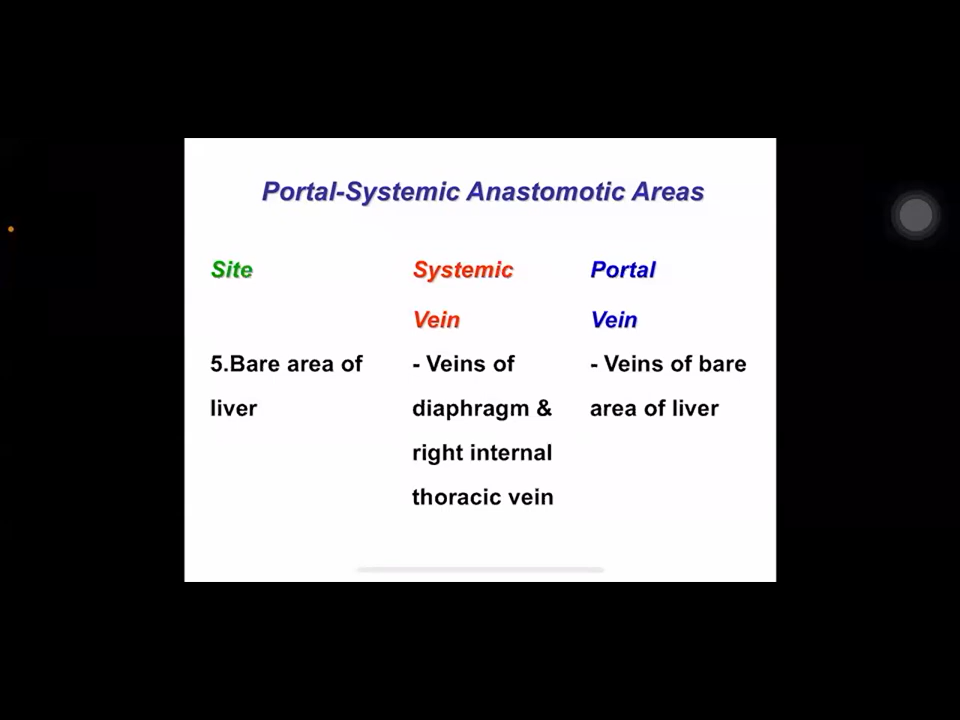 Portal-Systemic Anastomotic Areas
Site Systemic Portal
Vein Vein
5.Bare area of - Veins of - Veins of bare
liver diaphragm & area of liver
right internal
thoracic vein